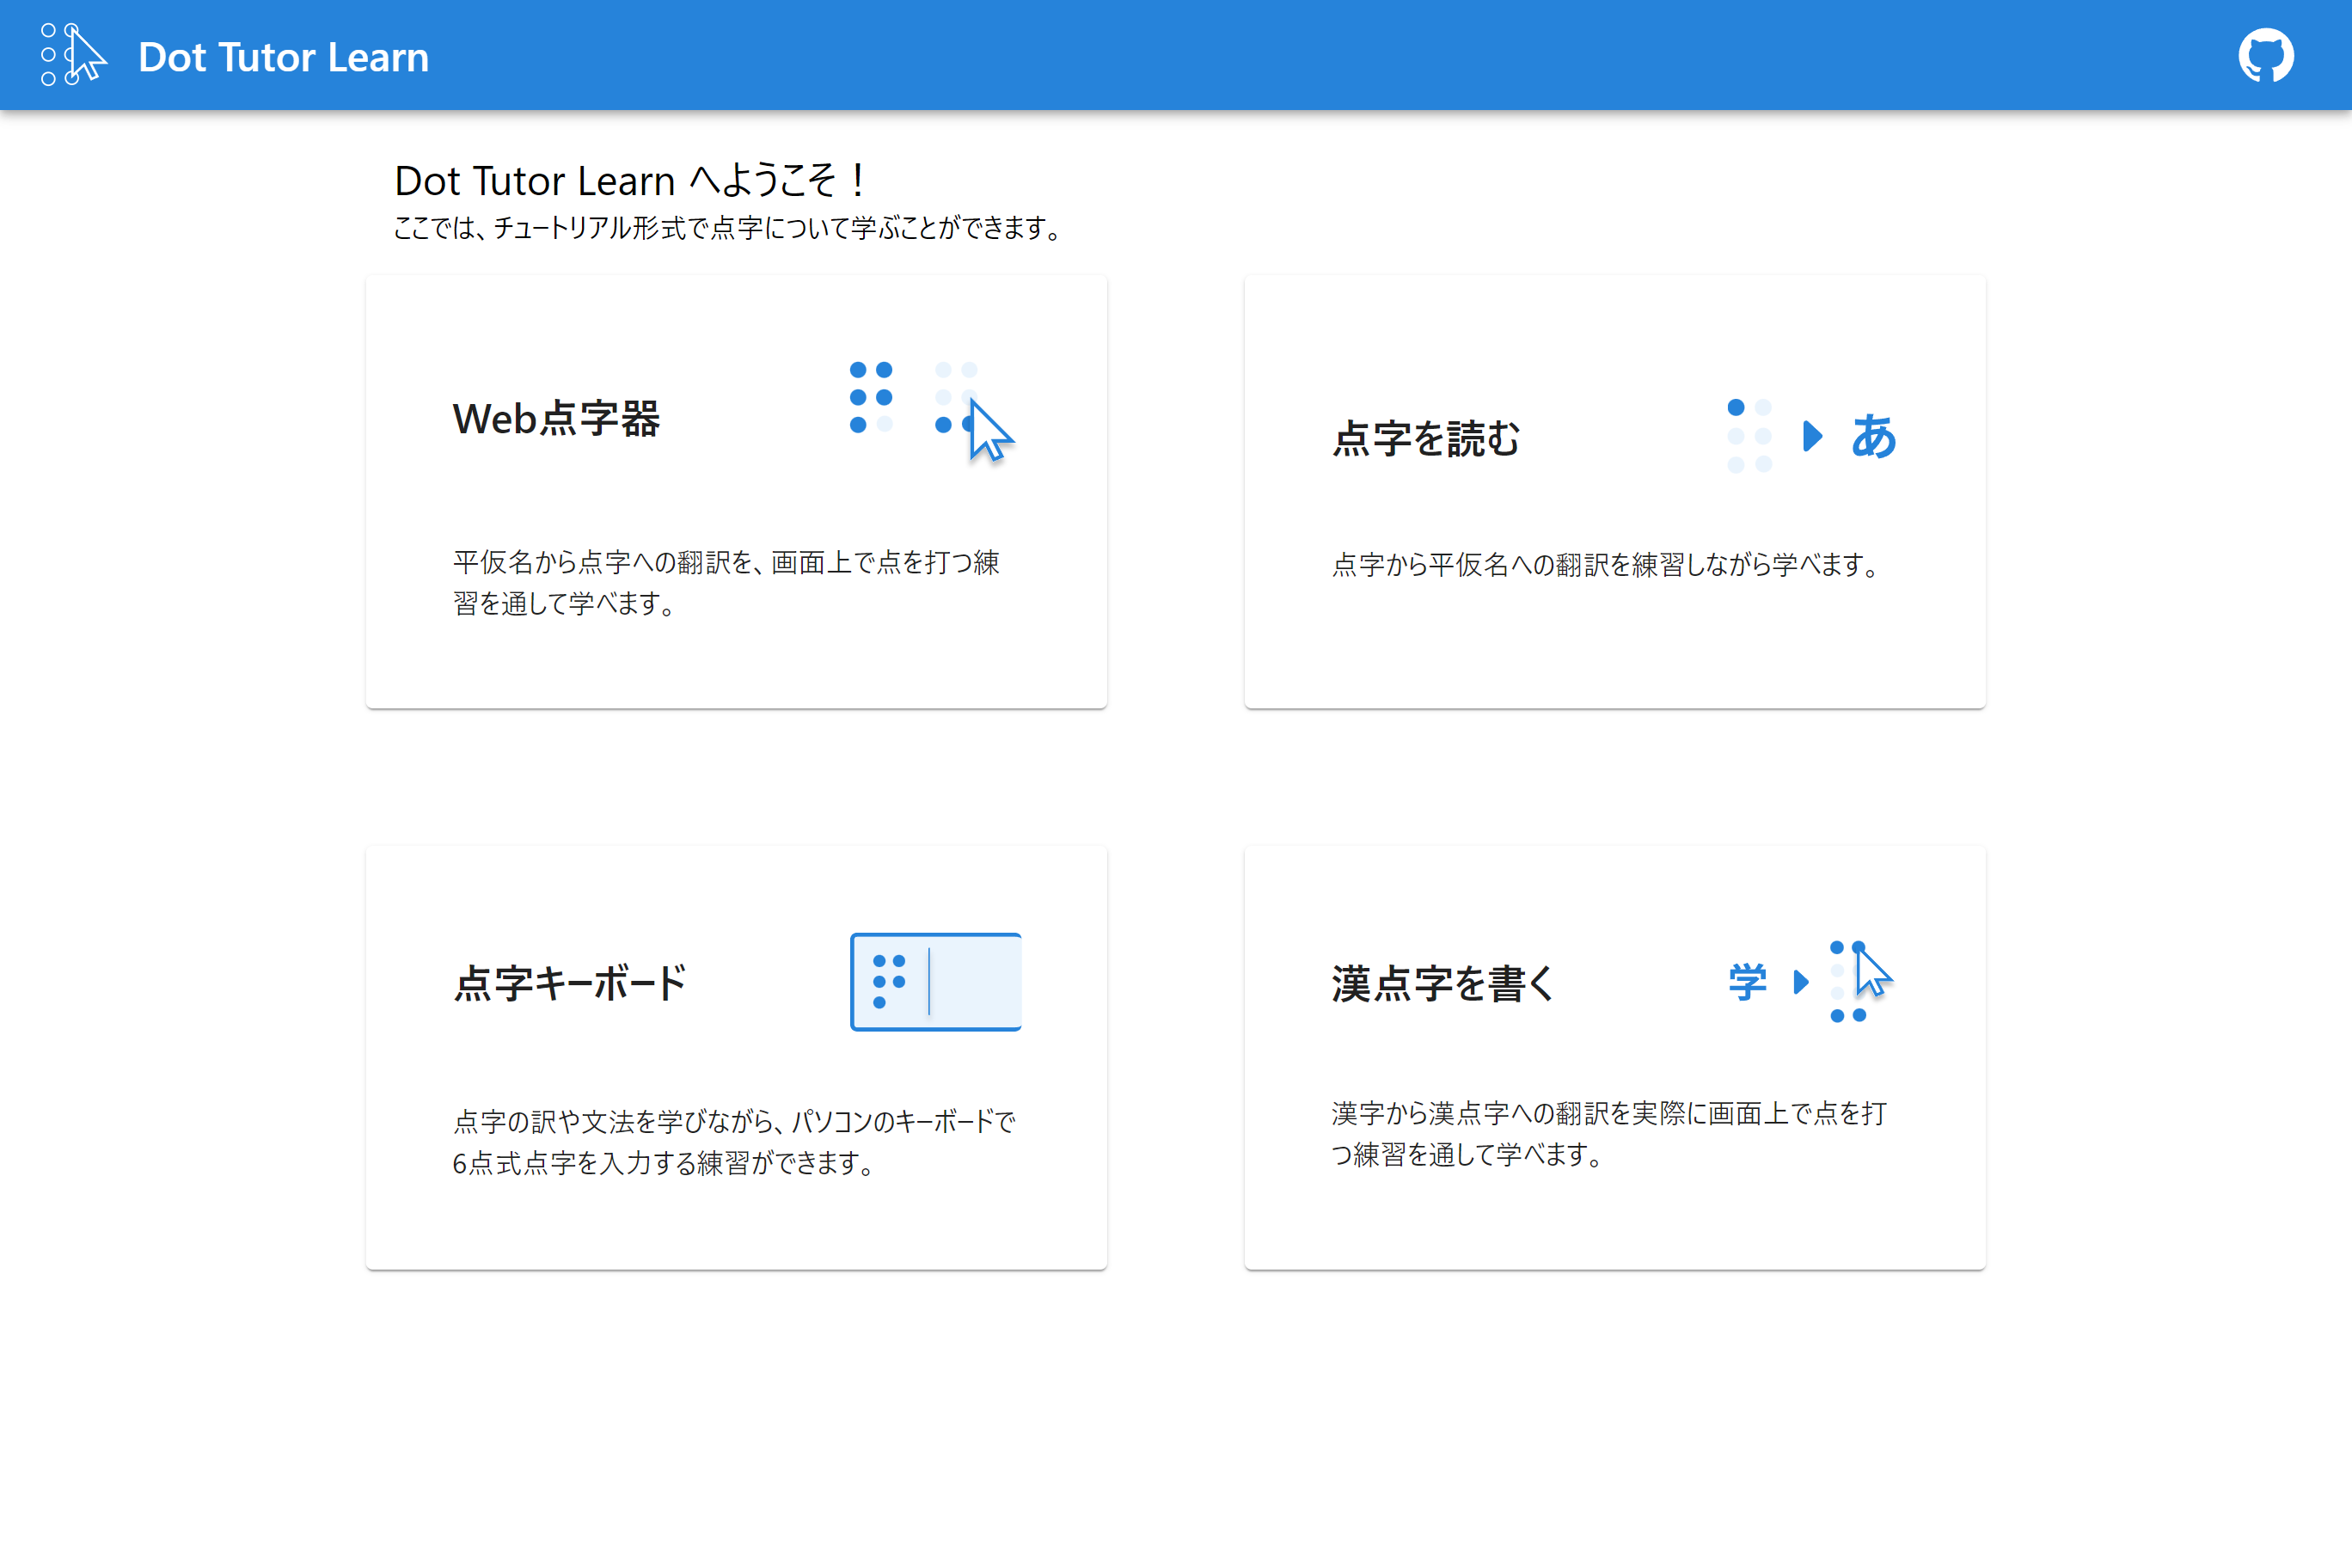 Dot Tutor Learn
Dot Tutor Learn へようこそ！
ここでは、チュートリアル形式で点字について学ぶことができます。
Web点字器
平仮名から点字への翻訳を、画面上で点を打つ練
習を通して学べます。
点字を読む
あ
点字から平仮名への翻訳を練習しながら学べます。
点字キーボード
点字の訳や文法を学びながら、パソコンのキーボードで
6点式点字を入力する練習ができます。
漢点字を書く
学
漢字から漢点字への翻訳を実際に画面上で点を打
つ練習を通して学べます。